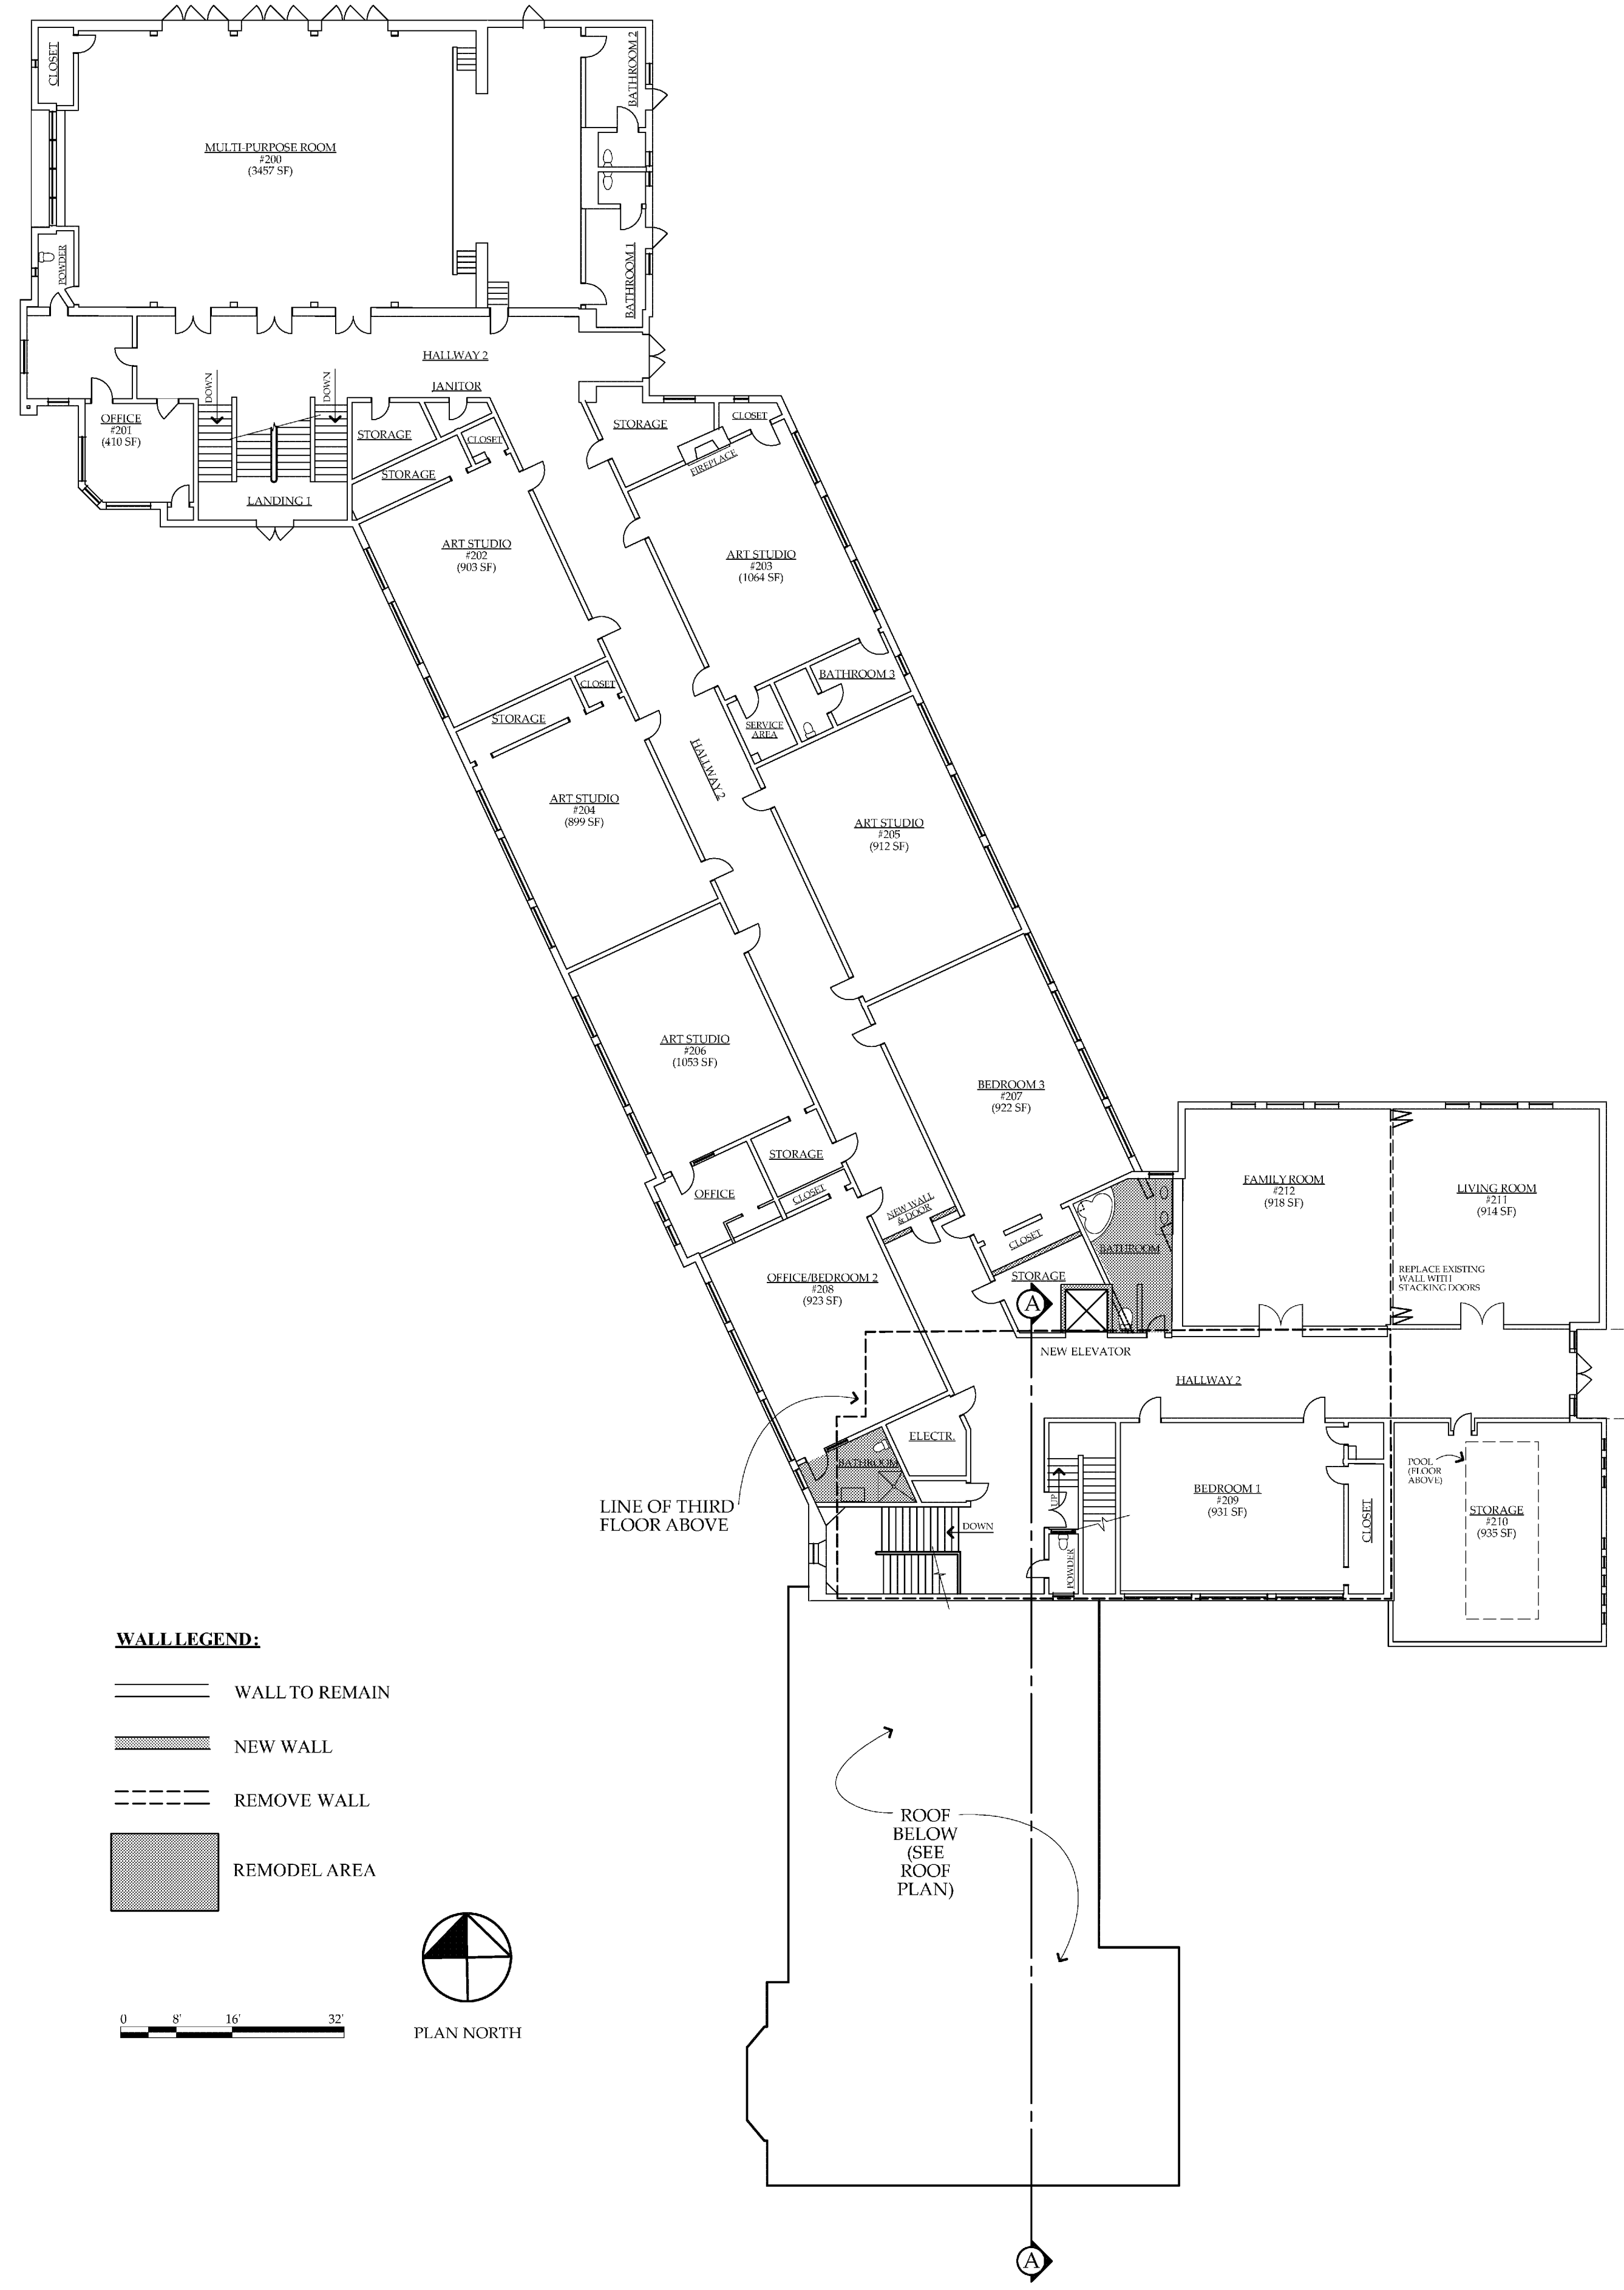 CLOSET
BATHROOM 2
MULTI-PURPOSE ROOM
#200
(3457 SF)
POWDER
BATHROOM 1
HALLWAY 2
DOWN
DOWN
JANITOR
OFFICE
#201
(410 SF)
STORAGE
CLOSET
STORAGE
CLOSET
STORAGE
FIREPLACE
LANDING 1
ART STUDIO
#202
(903 SF)
ART STUDIO
#203
(1064 SF)
CLOSET
BATHROOM 3
STORAGE
SERVICE
AREA
HALLWAY 2
ART STUDIO
#204
(899 SF)
ART STUDIO
#205
(912 SF)
ART STUDIO
#206
(1053 SF)
BEDROOM 3
#207
(922 SF)
STORAGE
OFFICE
CLOSET
NEW WALL
& DOOR
CLOSET
BATHROOM
FAMILY ROOM
#212
(918 SF)
LIVING ROOM
#211
(914 SF)
REPLACE EXISTING
WALL WITH
STACKING DOORS
OFFICE/BEDROOM 2
#208
(923 SF)
STORAGE
A
NEW ELEVATOR
HALLWAY 2
ELECTR.
BATHROOM
LINE OF THIRD
FLOOR ABOVE
DOWN
UP
POWDER
BEDROOM 1
#209
(931 SF)
CLOSET
POOL
(FLOOR
ABOVE)
STORAGE
#210
(935 SF)
WALL LEGEND:
WALL TO REMAIN
NEW WALL
REMOVE WALL
REMODEL AREA
ROOF
BELOW
(SEE
ROOF
PLAN)
0 8' 16' 32'
PLAN NORTH
A